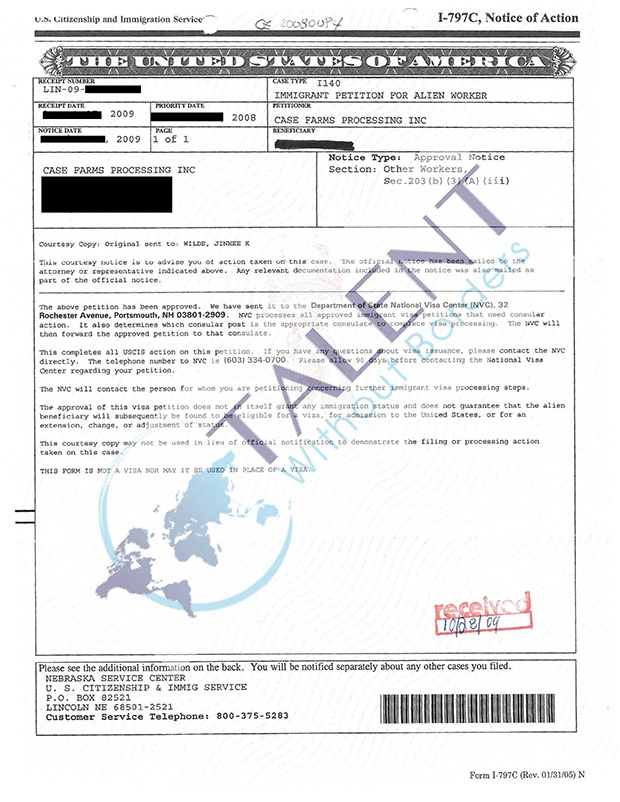 U.S. Citizenship and Immigration Service
I-797C, Notice of Action
THE UNITED STATES OF AMERICA
RECEIPT NUMBER
LIN-09-
CASE TYPE I140
IMMIGRANT PETITION FOR ALIEN WORKER
RECEIPT DATE
2009
PRIORITY DATE
2008
PETITIONER
CASE FARMS PROCESSING INC
NOTICE DATE
, 2009
PAGE
1 of 1
BENEFICIARY
CASE FARMS PROCESSING INC
Notice Type: Approval Notice
Section: Other Workers,
Sec.203(b)(3)(A)(iii)
Courtesy Copy: Original sent to: WILDE, JINHEE K
This courtesy notice is to advise you of action taken on this case. The official notice has been mailed to the
attorney or representative indicated above. Any relevant documentation included in the notice was also mailed as
part of the official notice.
The above petition has been approved. We have sent it to the Department of State National Visa Center (NVC), 32
Rochester Avenue, Portsmouth, NH 03801-2909. NVC processes all approved immigrant visa petitions that need consular
action. It also determines which consular post is the appropriate consulate to complete visa processing. The NVC will
then forward the approved petition to that consulate.
This completes all USCIS action on this petition. If you have any questions about visa issuance, please contact the NVC
directly. The telephone number to NVC is (603) 334-0700. Please allow 90 days before contacting the National Visa
Center regarding your petition.
The NVC will contact the person for whom you are petitioning concerning further immigrant visa processing steps.
The approval of this visa petition does not in itself grant any immigration status and does not guarantee that the alien
beneficiary will subsequently be found to be eligible for a visa, for admission to the United States, or for an
extension, change, or adjustment of status.
This courtesy copy may not be used in lieu of official notification to demonstrate the filing or processing action
taken on this case.
THIS FORM IS NOT A VISA NOR MAY IT BE USED IN PLACE OF A VISA.
TALENT
Without Borders
received
10/28/09
Please see the additional information on the back. You will be notified separately about any other cases you filed.
NEBRASKA SERVICE CENTER
U. S. CITIZENSHIP & IMMIG SERVICE
P.O. BOX 82521
LINCOLN NE 68501-2521
Customer Service Telephone: 800-375-5283
Form I-797C (Rev. 01/31/05) N